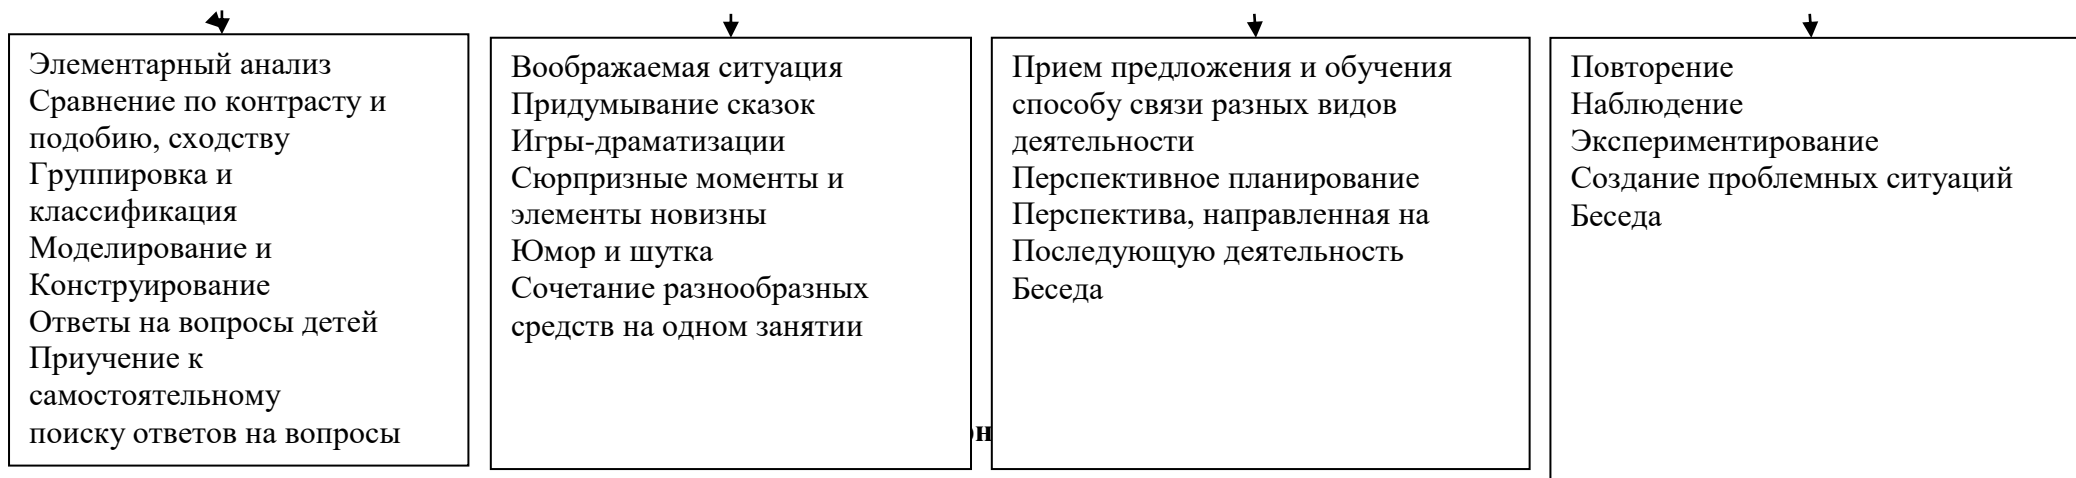 Элементарный анализ
Сравнение по контрасту и
подобию, сходству
Группировка и
классификация
Моделирование и
Конструирование
Ответы на вопросы детей
Приучение к
самостоятельному
поиску ответов на вопросы
Воображаемая ситуация
Придумывание сказок
Игры-драматизации
Сюрпризные моменты и
элементы новизны
Юмор и шутка
Сочетание разнообразных
средств на одном занятии
Прием предложения и обучения
способу связи разных видов
деятельности
Перспективное планирование
Перспектива, направленная на
Последующую деятельность
Беседа
Повторение
Наблюдение
Экспериментирование
Создание проблемных ситуаций
Беседа